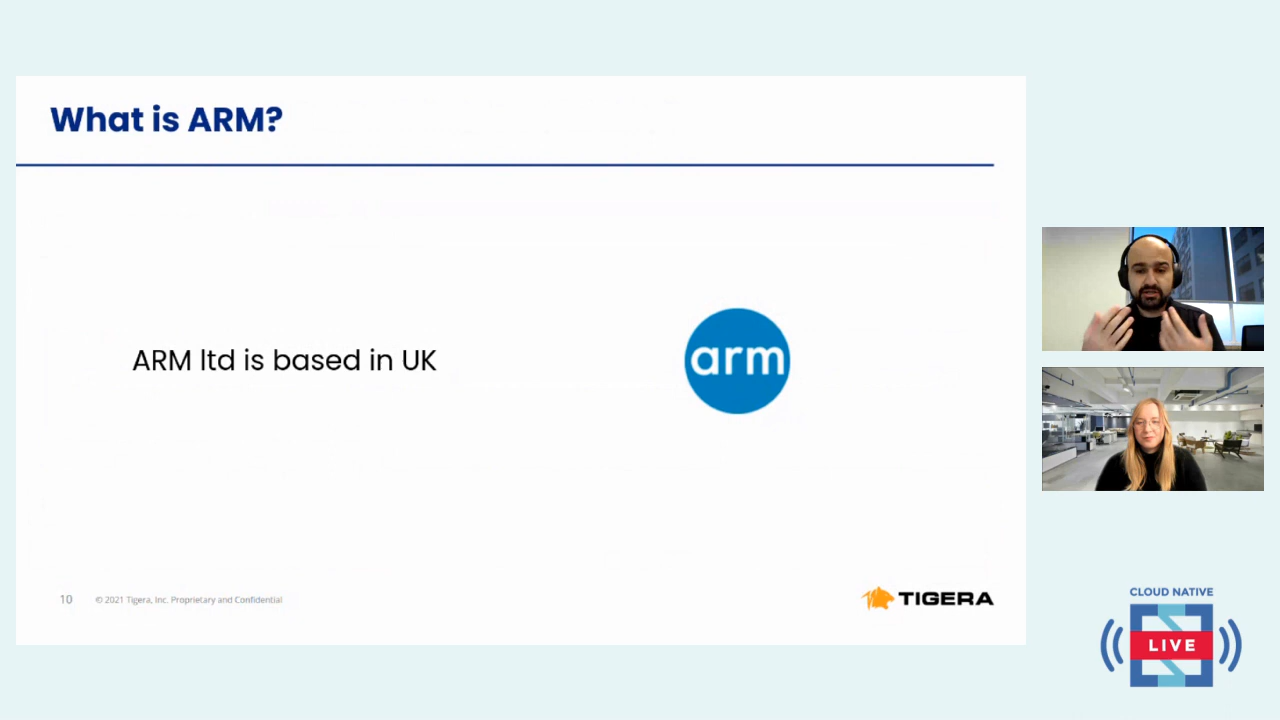 What is ARM?
ARM ltd is based in UK
arm
10
© 2021 Tigera, Inc. Proprietary and Confidential
TIGERA
CLOUD NATIVE
LIVE